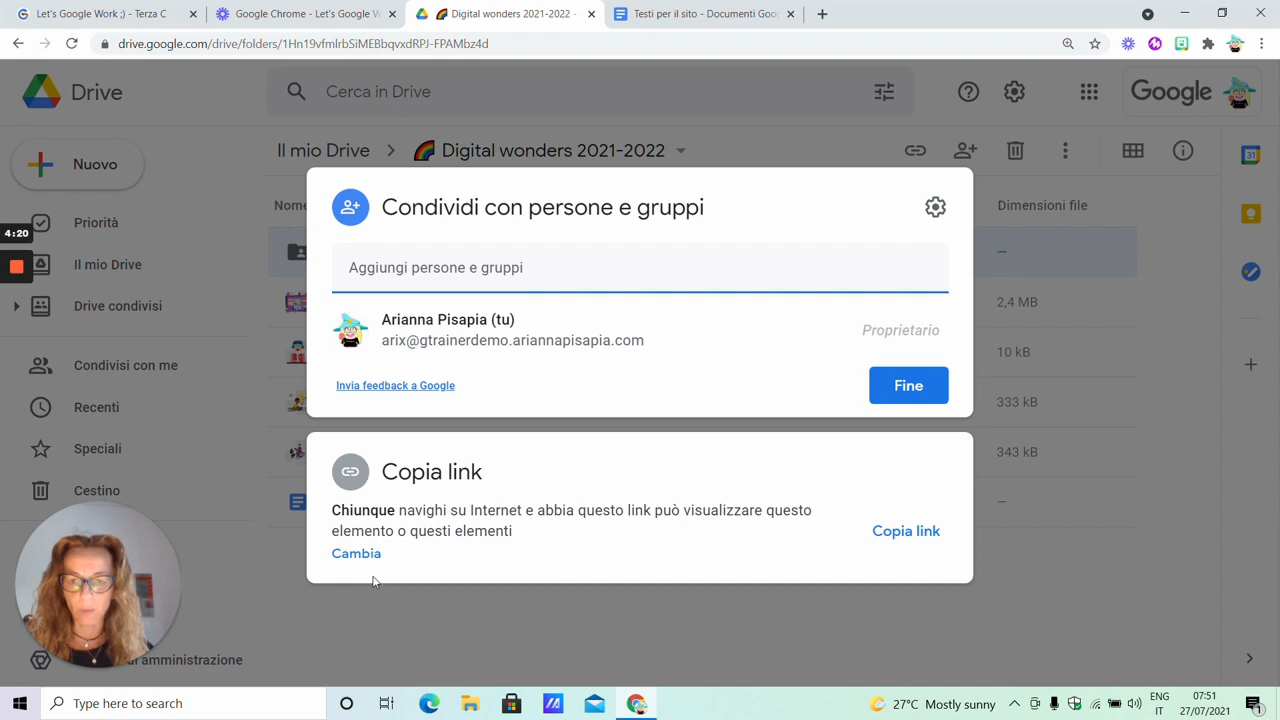 Let's Google Work ;) - Terza C
Google Chrome - Let's Google W
Digital wonders 2021-2022 -
Testi per il sito - Documenti Goo
drive.google.com/drive/folders/1Hn19vfmlrbSiMEBbqvxdRPJ-FPAMbz4d
Drive
Cerca in Drive
Google
Nuovo
Il mio Drive > Digital wonders 2021-2022
Nome
Dimensioni file
4:20
Priorità
Il mio Drive
Drive condivisi
Condivisi con me
Recenti
Speciali
Cestino
di amministrazione
Condividi con persone e gruppi
Aggiungi persone e gruppi
Arianna Pisapia (tu)
arix@gtrainerdemo.ariannapisapia.com
Proprietario
Invia feedback a Google
Fine
Copia link
Chiunque navighi su Internet e abbia questo link può visualizzare questo
elemento o questi elementi
Copia link
Cambia
–
2,4 MB
10 kB
333 kB
343 kB
–
31
Type here to search
27°C Mostly sunny
ENG
IT
07:51
27/07/2021
1